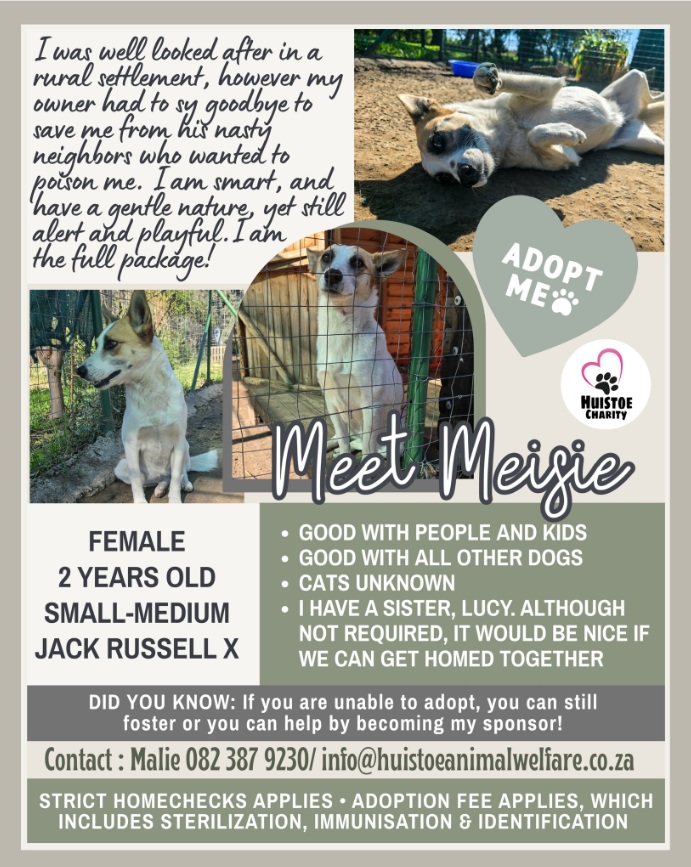 I was well looked after in a
rural settlement, however my
owner had to sy goodbye to
save me from his nasty
neighbors who wanted to
poison me. I am smart, and
have a gentle nature, yet still
alert and playful. I am
the full package!
ADOPT
ME
HUISTOE
CHARITY
Meet Meisie
FEMALE
2 YEARS OLD
SMALL-MEDIUM
JACK RUSSELL X
• GOOD WITH PEOPLE AND KIDS
• GOOD WITH ALL OTHER DOGS
• CATS UNKNOWN
• I HAVE A SISTER, LUCY. ALTHOUGH
NOT REQUIRED, IT WOULD BE NICE IF
WE CAN GET HOMED TOGETHER
DID YOU KNOW: If you are unable to adopt, you can still
foster or you can help by becoming my sponsor!
Contact : Malie 082 387 9230/ info@huistoeanimalwelfare.co.za
STRICT HOMECHECKS APPLIES • ADOPTION FEE APPLIES, WHICH
INCLUDES STERILIZATION, IMMUNISATION & IDENTIFICATION